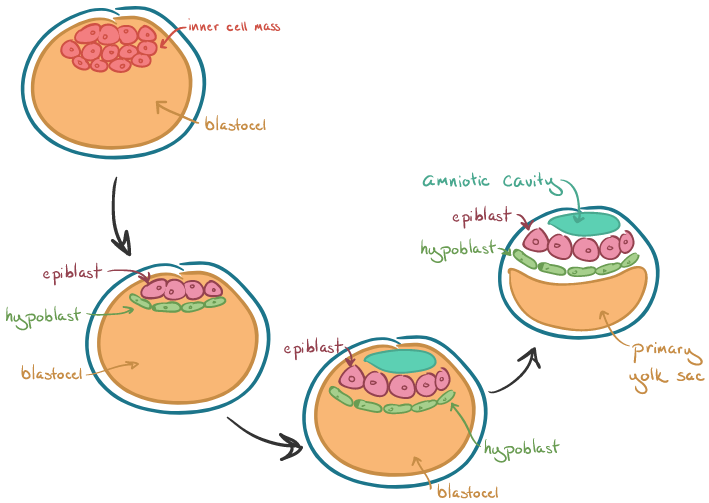 inner cell mass
blastocel
amniotic cavity
epiblast
hypoblast
epiblast
hypoblast
blastocel
epiblast
primary
yolk sac
hypoblast
blastocel